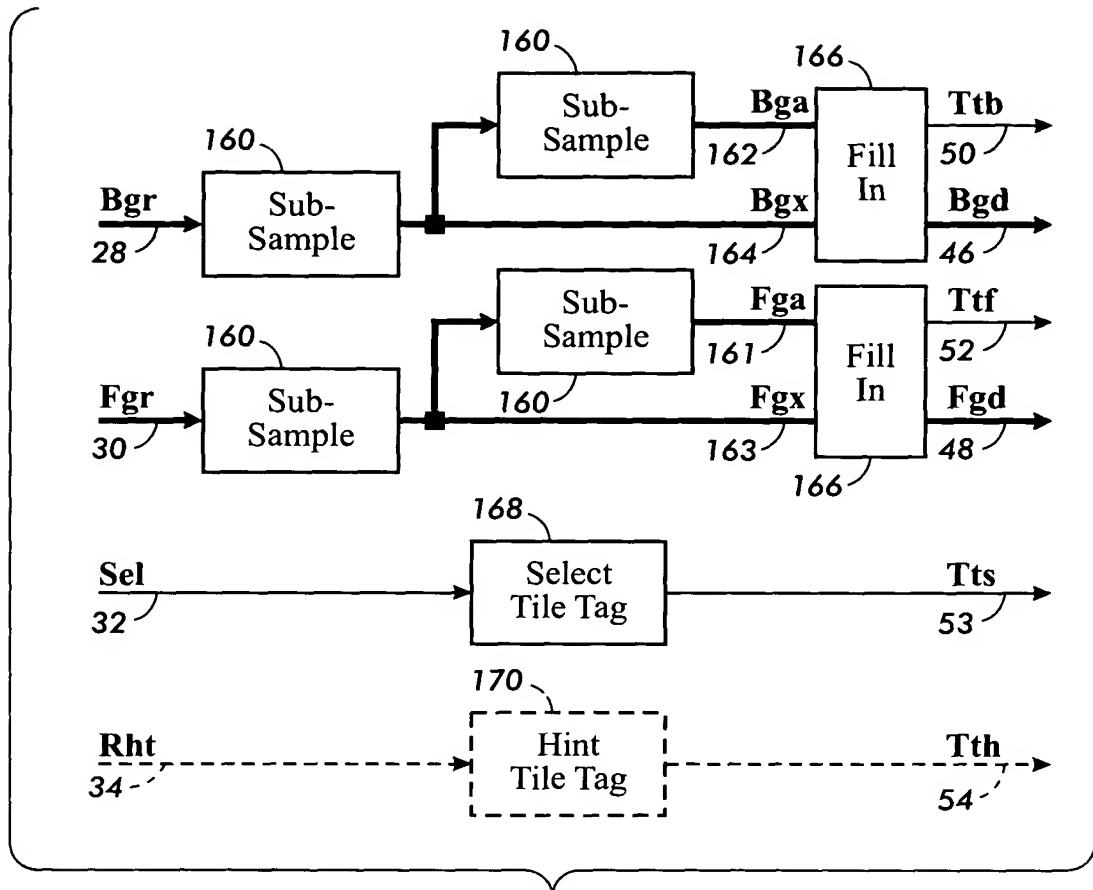 160
166
Sub-
Sample
Bga
162
Ttb
50
160
Bgr
28
Sub-
Sample
Fill
In
Bgx
164
Bgd
46
Sub-
Sample
160
Fga
161
Ttf
52
160
Fgr
30
Sub-
Sample
Fill
In
166
Fgx
163
Fgd
48
168
Sel
32
Select
Tile Tag
Tts
53
170
Rht
34
Hint
Tile Tag
Tth
54